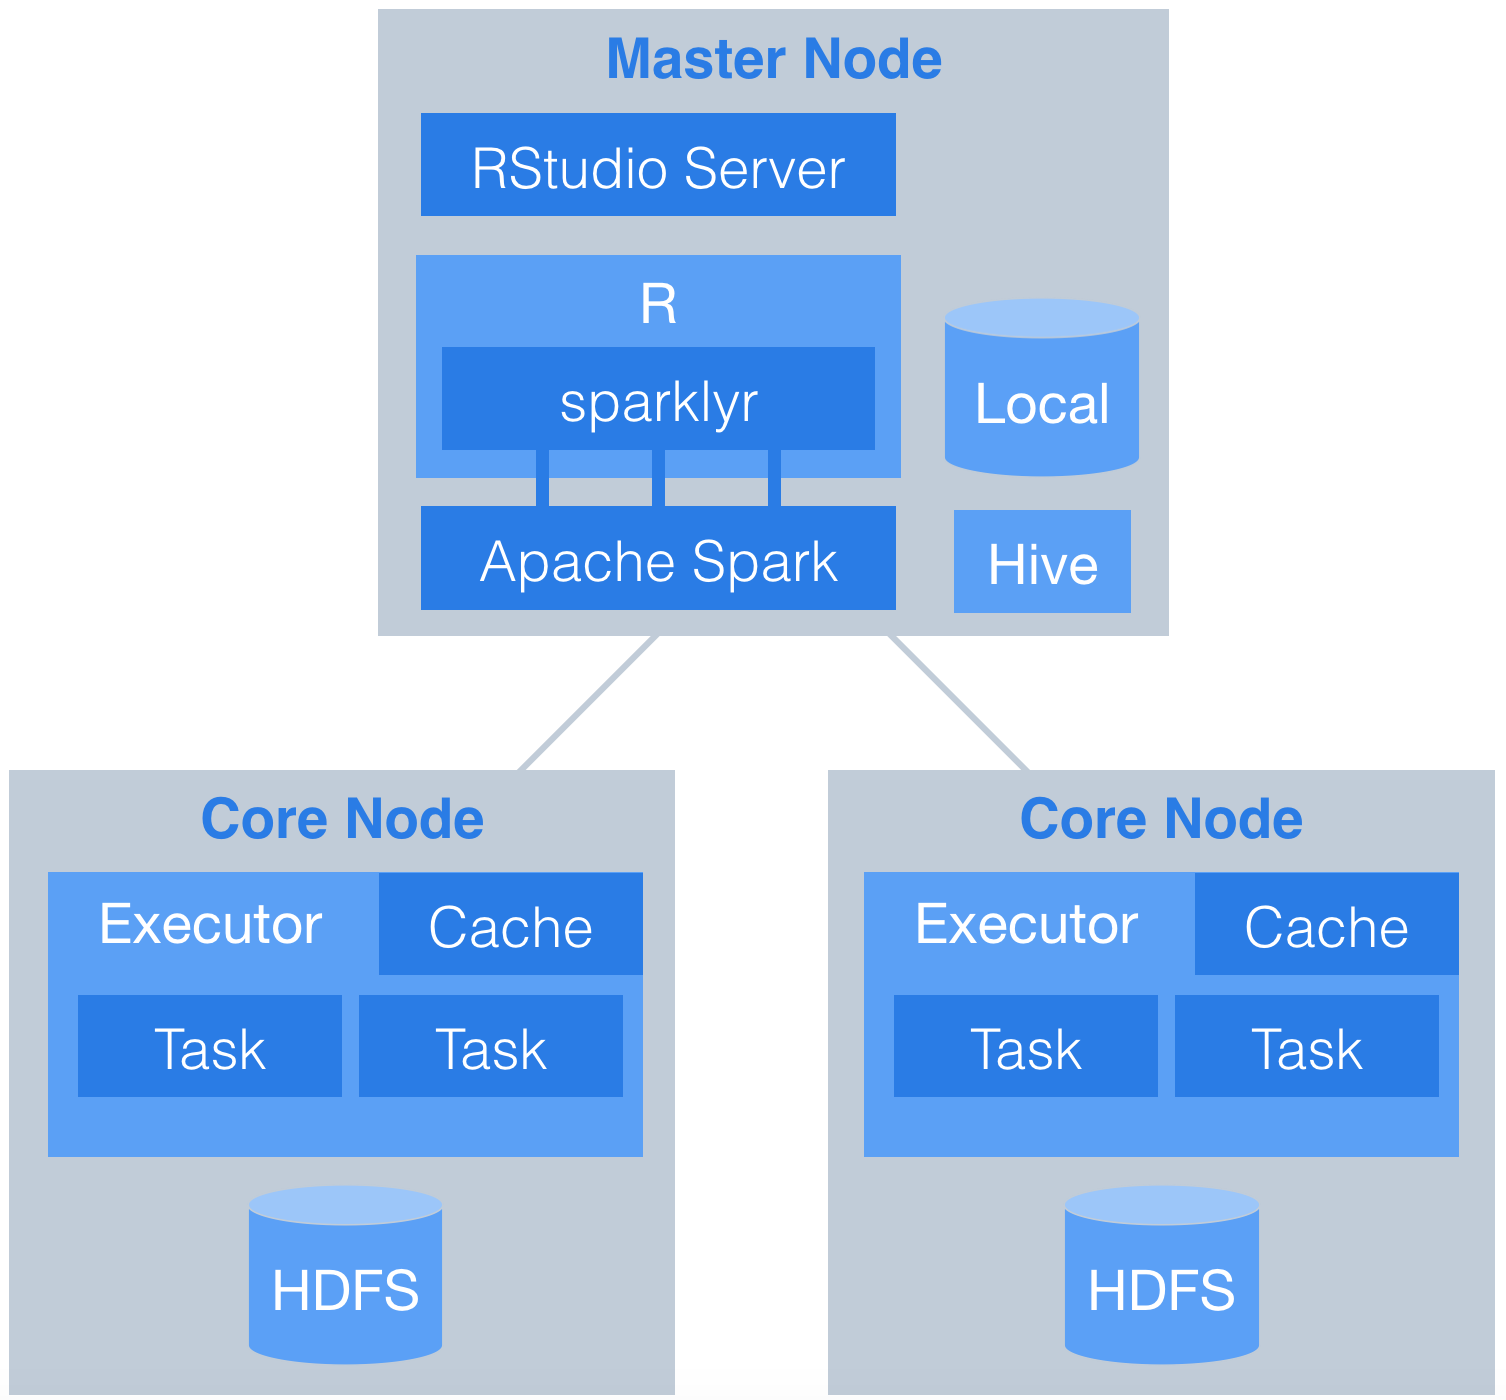 Master Node
RStudio Server
R
sparklyr
Local
Apache Spark
Hive
Core Node
Executor
Cache
Task
Task
HDFS
Core Node
Executor
Cache
Task
Task
HDFS